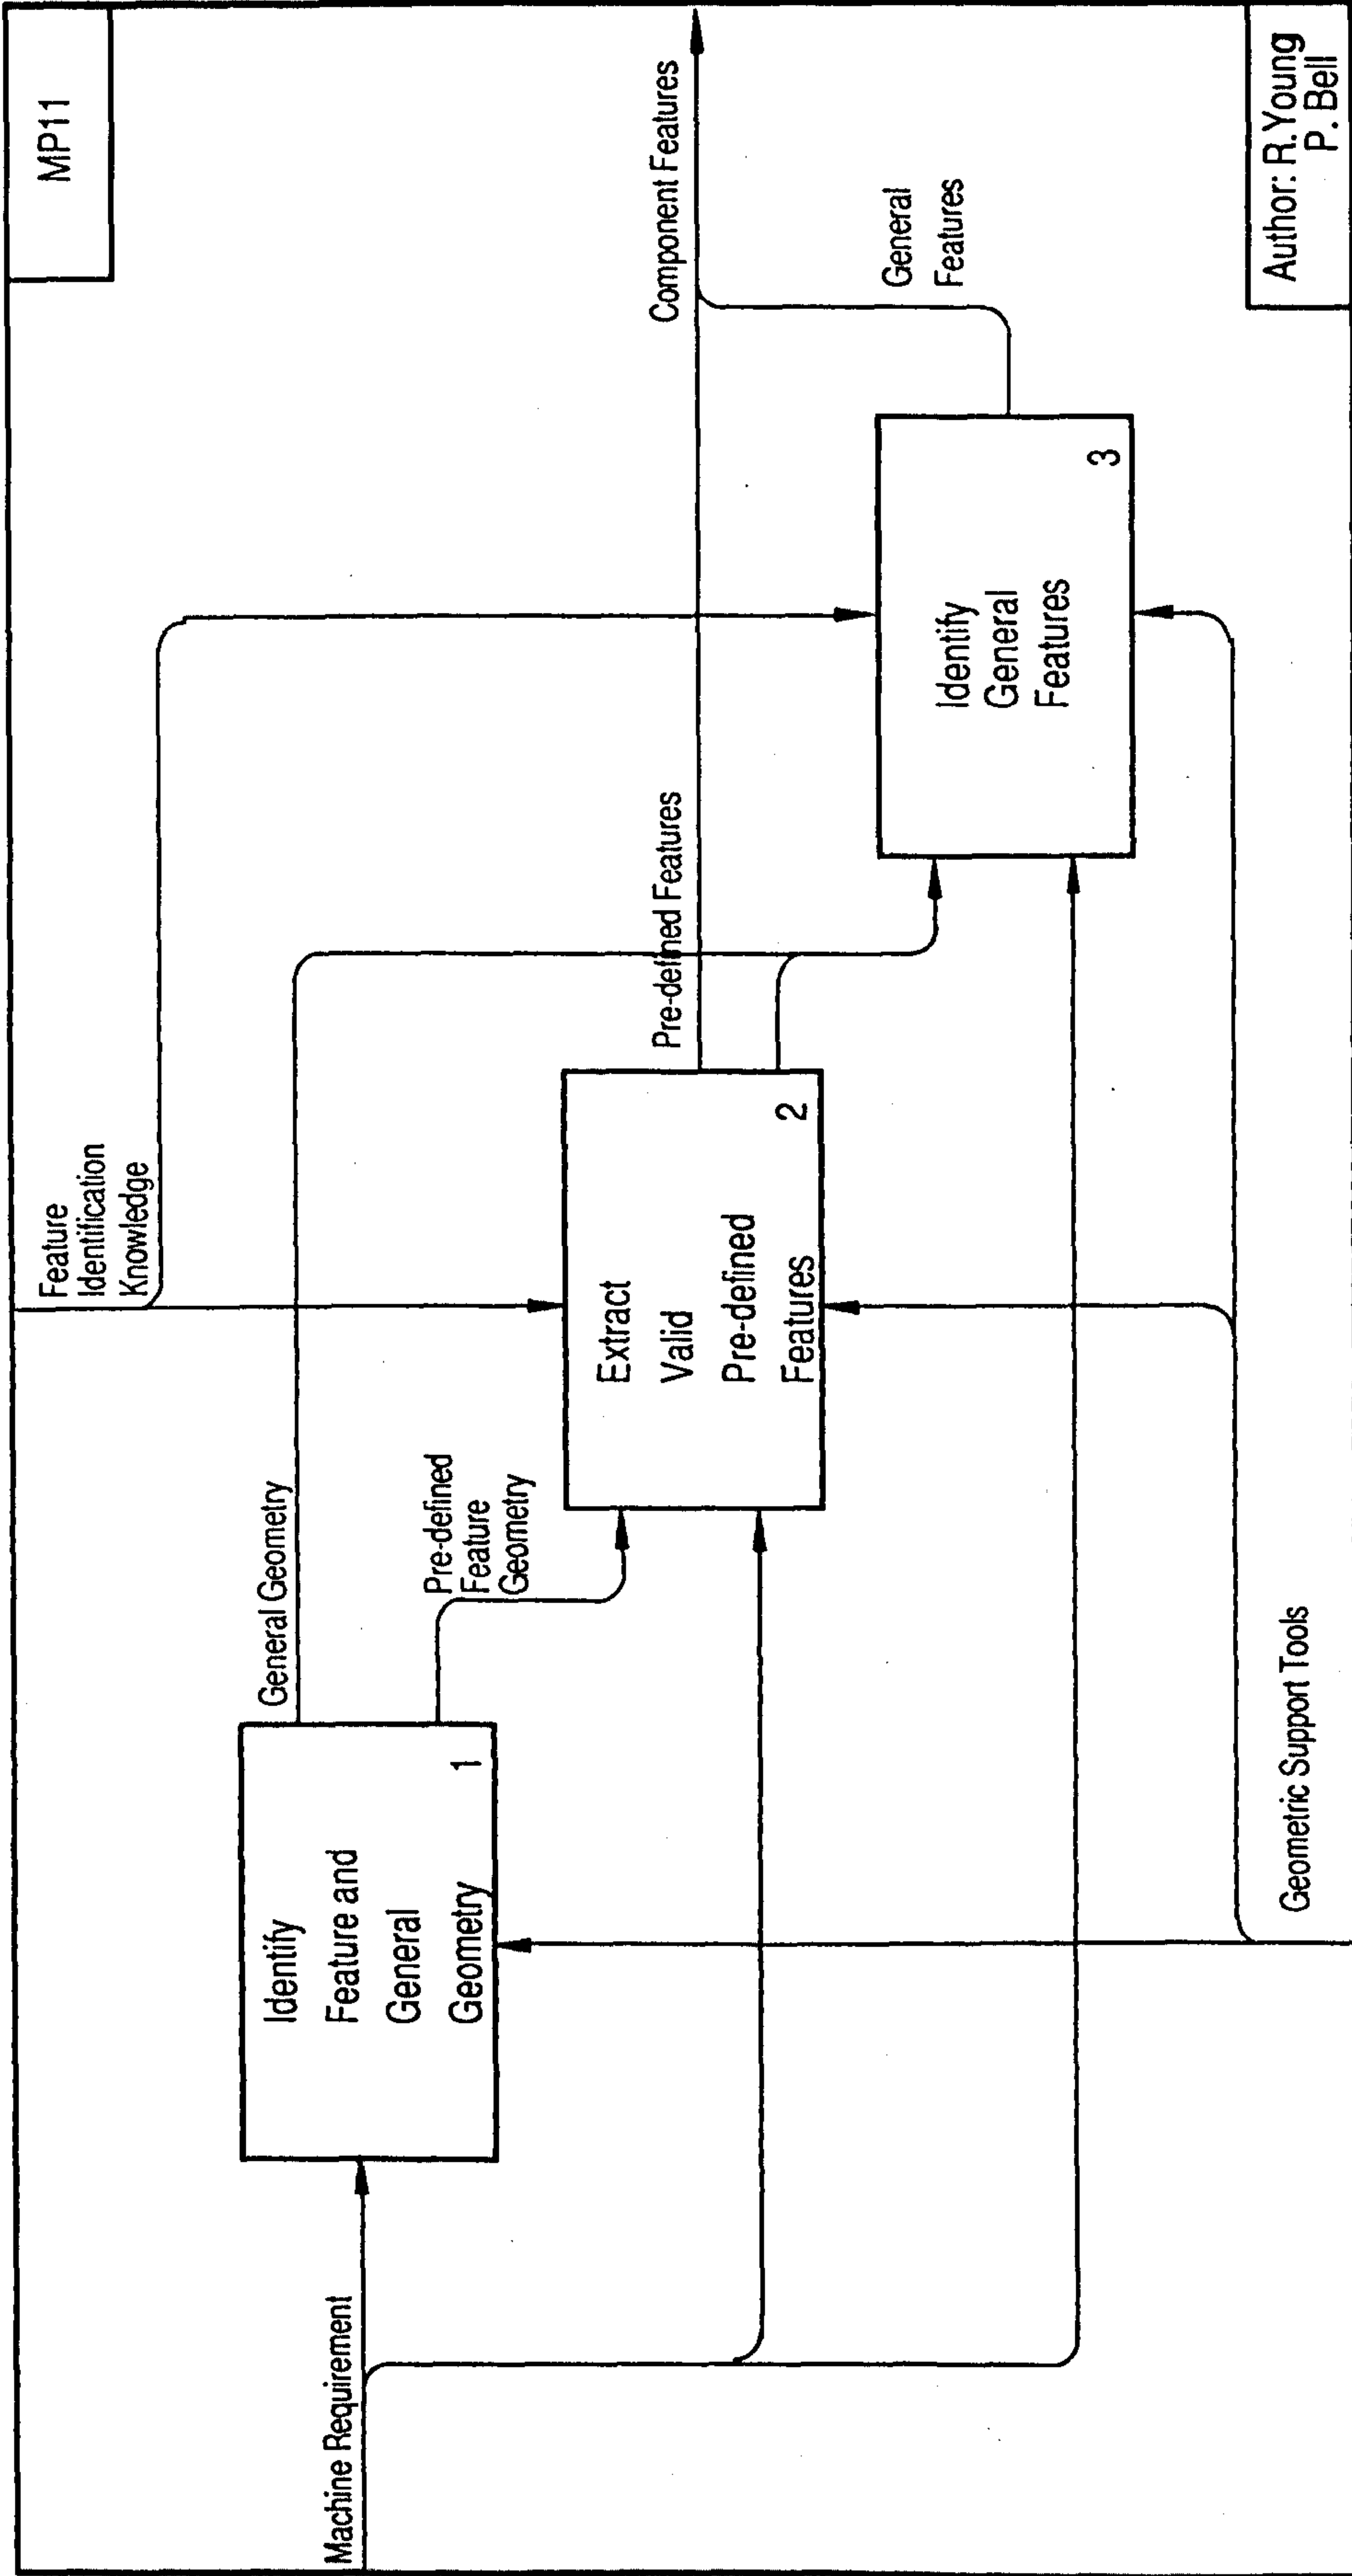 MP11
Feature
Identification
Knowledge
General Geometry
Machine Requirement
Identify
Feature and
General
Geometry
1
Pre-defined
Feature
Geometry
Extract
Valid
Pre-defined
Features
2
Pre-defined Features
Component Features
Identify
General
Features
3
General
Features
Geometric Support Tools
Author: R.Young
P. Bell